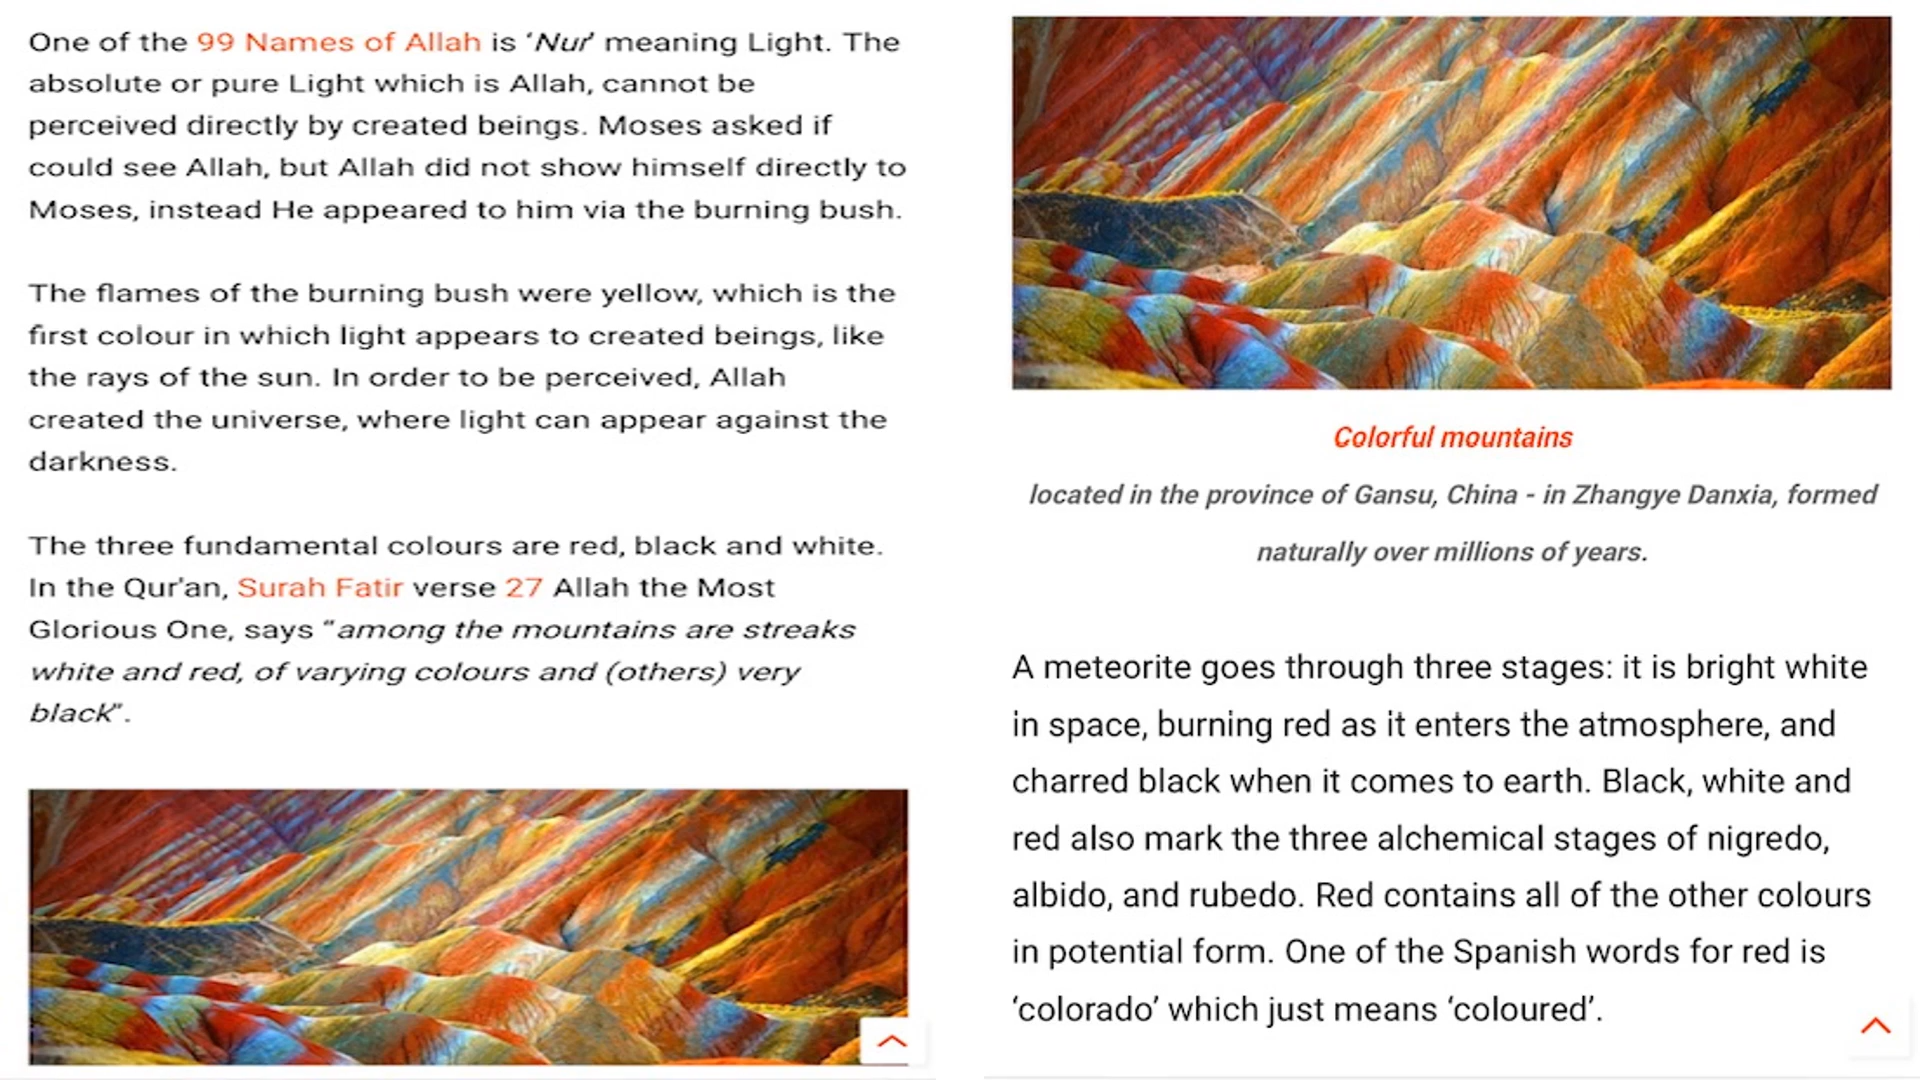 One of the 99 Names of Allah is ‘Nur’ meaning Light. The
absolute or pure Light which is Allah, cannot be
perceived directly by created beings. Moses asked if
could see Allah, but Allah did not show himself directly to
Moses, instead He appeared to him via the burning bush.
The flames of the burning bush were yellow, which is the
first colour in which light appears to created beings, like
the rays of the sun. In order to be perceived, Allah
created the universe, where light can appear against the
darkness.
The three fundamental colours are red, black and white.
In the Qur'an, Surah Fatir verse 27 Allah the Most
Glorious One, says “among the mountains are streaks
white and red, of varying colours and (others) very
black”.
Colorful mountains
located in the province of Gansu, China - in Zhangye Danxia, formed
naturally over millions of years.
A meteorite goes through three stages: it is bright white
in space, burning red as it enters the atmosphere, and
charred black when it comes to earth. Black, white and
red also mark the three alchemical stages of nigredo,
albido, and rubedo. Red contains all of the other colours
in potential form. One of the Spanish words for red is
‘colorado’ which just means ‘coloured’.